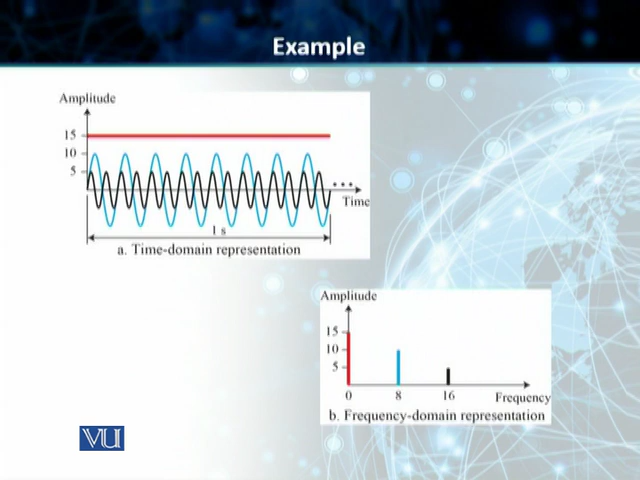 Example
Amplitude
15
10
5
...
Time
1 s
a. Time-domain representation
Amplitude
15
10
5
0 8 16 Frequency
b. Frequency-domain representation
VU